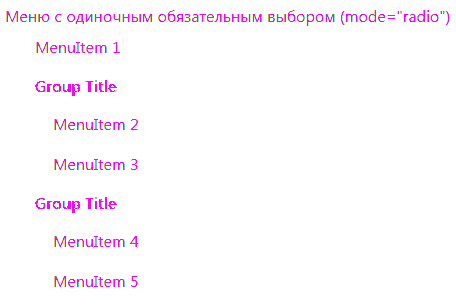 Меню с одиночным обязательным выбором (mode="radio")
MenuItem 1
Group Title
MenuItem 2
MenuItem 3
Group Title
MenuItem 4
MenuItem 5